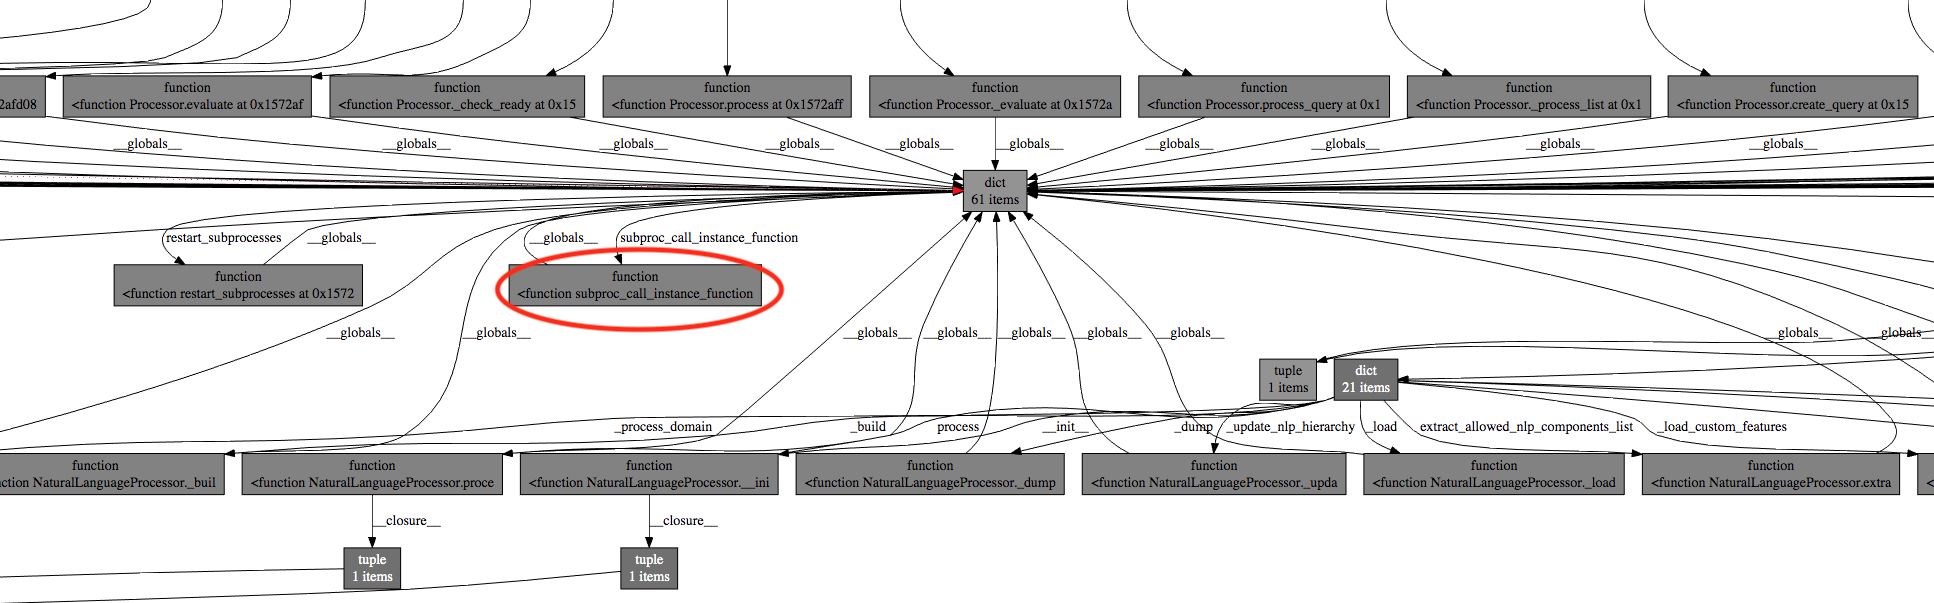 2afd08
function
<function Processor.evaluate at 0x1572af
function
<function Processor._check_ready at 0x15
function
<function Processor.process at 0x1572aff
function
<function Processor._evaluate at 0x1572a
function
<function Processor.process_query at 0x1
function
<function Processor._process_list at 0x1
function
<function Processor.create_query at 0x15
__globals__
__globals__
__globals__
__globals__
__globals__
__globals__
__globals__
__globals__
__globals__
__globals__
dict
61 items
restart_subprocesses
__globals__
__globals__
subproc_call_instance_function
function
<function restart_subprocesses at 0x1572
function
<function subproc_call_instance_function
__globals__
__globals__
__globals__
__globals__
__globals__
__globals__
__globals__
__globals__
__globals__
tuple
1 items
dict
21 items
_process_domain
_build
process
__init__
_dump
_update_nlp_hierarchy
load
extract_allowed_nlp_components_list
_load_custom_features
function
ction NaturalLanguageProcessor._buil
function
<function NaturalLanguageProcessor.proce
function
<function NaturalLanguageProcessor.__ini
function
<function NaturalLanguageProcessor._dump
function
<function NaturalLanguageProcessor._upda
function
<function NaturalLanguageProcessor._load
function
<function NaturalLanguageProcessor.extra
<
__closure__
__closure__
tuple
1 items
tuple
1 items